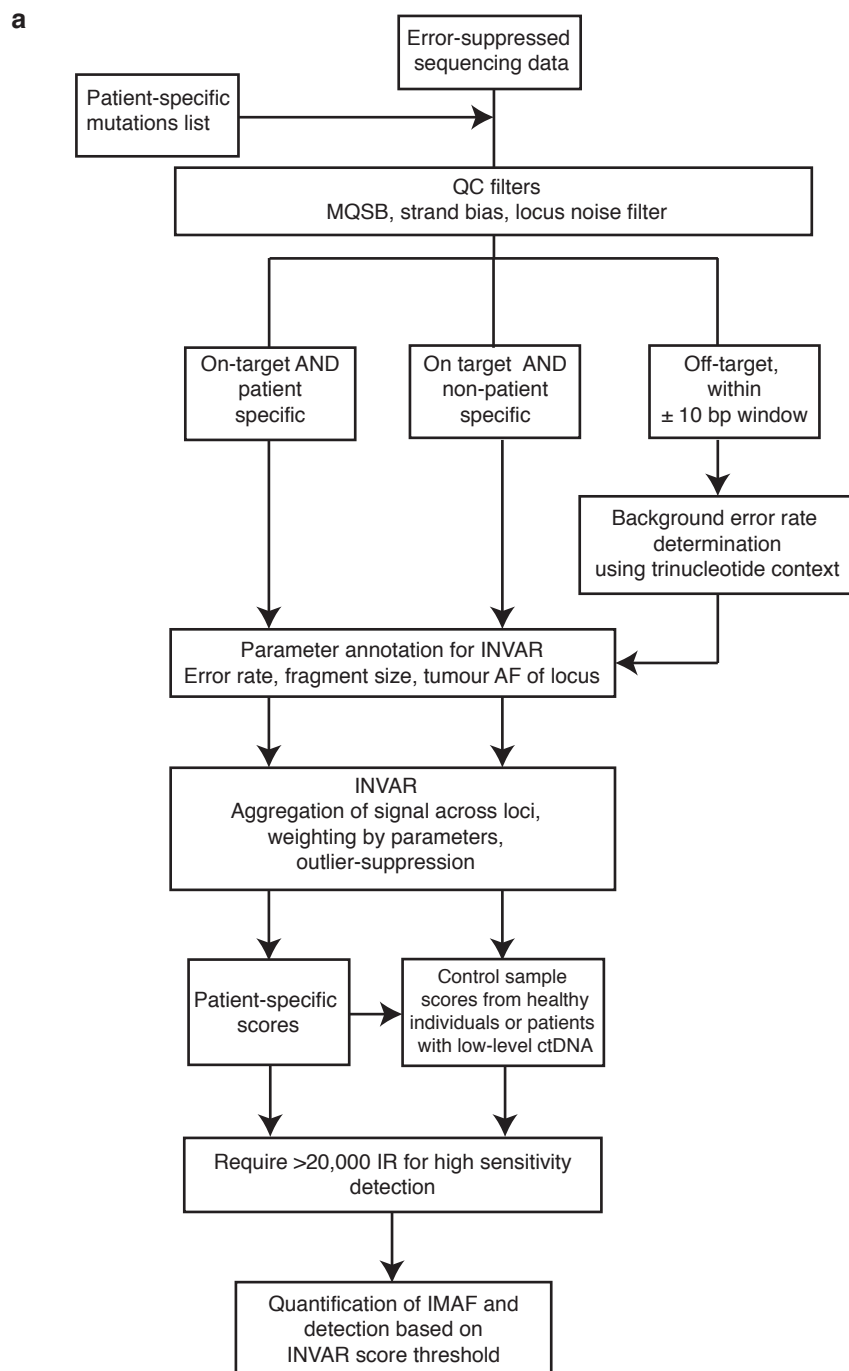 a
Error-suppressed
sequencing data
Patient-specific
mutations list
QC filters
MQSB, strand bias, locus noise filter
On-target AND
patient
specific
On target AND
non-patient
specific
Off-target,
within
± 10 bp window
Background error rate
determination
using trinucleotide context
Parameter annotation for INVAR
Error rate, fragment size, tumour AF of locus
INVAR
Aggregation of signal across loci,
weighting by parameters,
outlier-suppression
Patient-specific
scores
Control sample
scores from healthy
individuals or patients
with low-level ctDNA
Require >20,000 IR for high sensitivity
detection
Quantification of IMAF and
detection based on
INVAR score threshold